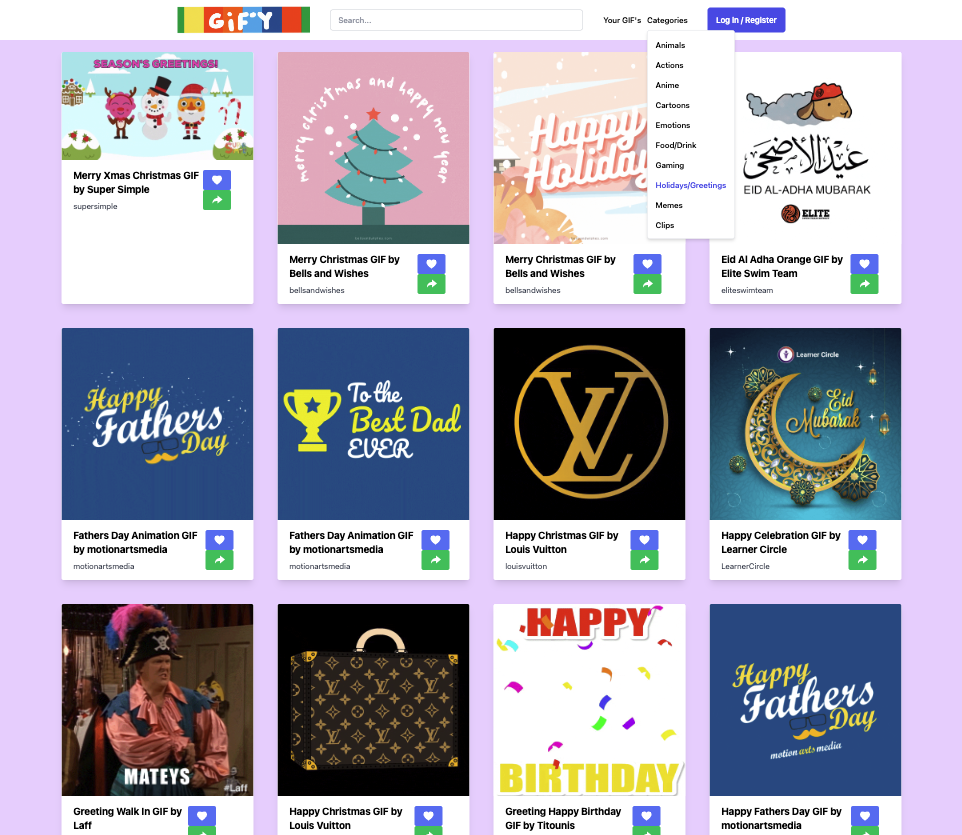 GiFY
Search...
Your GIF's
Categories
Log In / Register
Animals
Actions
Anime
Cartoons
Emotions
Food/Drink
Gaming
Holidays/Greetings
Memes
Clips
SEASON'S GREETINGS!
Merry Xmas Christmas GIF
by Super Simple
supersimple
merry christmas and happy new year
Merry Christmas GIF by
Bells and Wishes
bellsandwishes
Happy
Holiday
Merry Christmas GIF by
Bells and Wishes
bellsandwishes
عيد الأضحى
EID AL-ADHA MUBARAK
ELITE
Eid Al Adha Orange GIF by
Elite Swim Team
eliteswimteam
Happy
Fathers
Day
Fathers Day Animation GIF
by motionartsmedia
motionartsmedia
To the
Best Dad
EVER
Fathers Day Animation GIF
by motionartsmedia
motionartsmedia
LV
Happy Christmas GIF by
Louis Vuitton
louisvuitton
Learner Circle
Eid
Mubarak
Happy Celebration GIF by
Learner Circle
LearnerCircle
MATEYS
#Laff
Greeting Walk In GIF by
Laff
Happy Christmas GIF by
Louis Vuitton
HAPPY
BIRTHDAY
Greeting Happy Birthday
GIF by Titounis
Happy
Fathers
Day
motion arts media
Happy Fathers Day GIF by
motionartsmedia